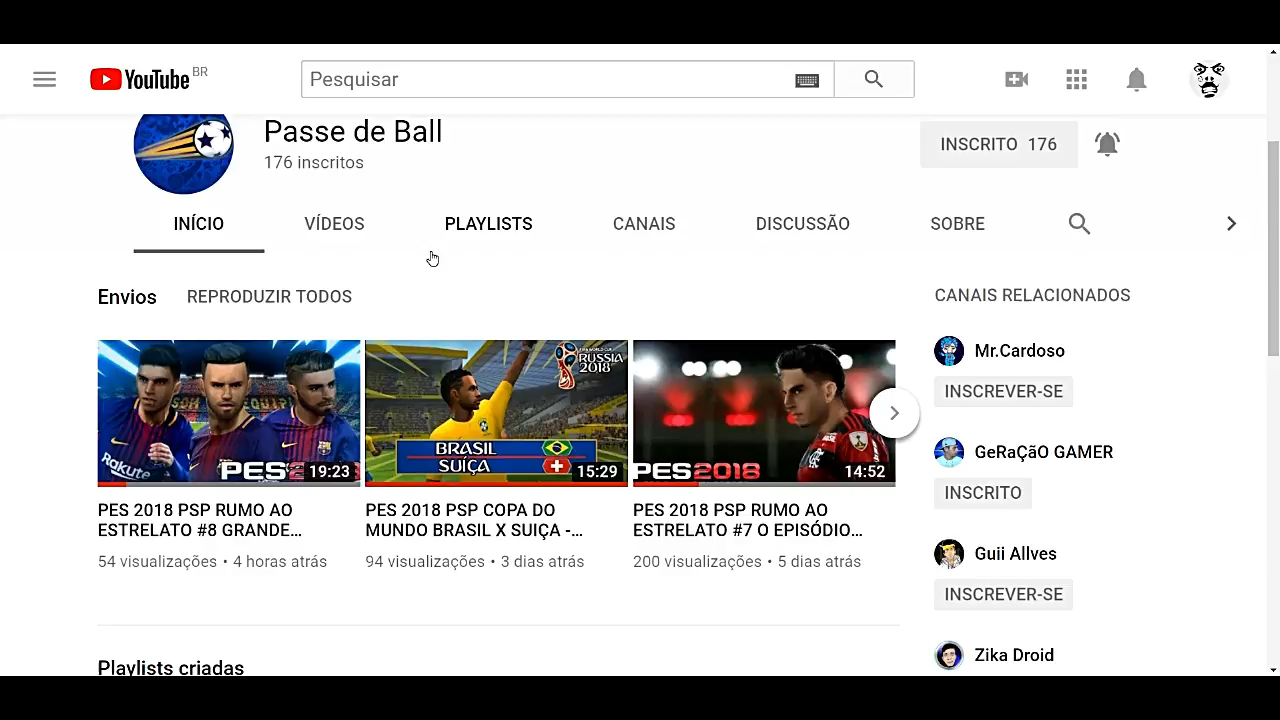 YouTube BR
Pesquisar
Passe de Ball
176 inscritos
INSCRITO 176
INÍCIO
VÍDEOS
PLAYLISTS
CANAIS
DISCUSSÃO
SOBRE
Envios
REPRODUZIR TODOS
Rakute
PES
19:23
FIFA WORLD CUP
RUSSIA
2018
BRASIL
SUIÇA
15:29
PES2018
14:52
PES 2018 PSP RUMO AO
ESTRELATO #8 GRANDE...
54 visualizações • 4 horas atrás
PES 2018 PSP COPA DO
MUNDO BRASIL X SUIÇA -...
94 visualizações • 3 dias atrás
PES 2018 PSP RUMO AO
ESTRELATO #7 O EPISÓDIO...
200 visualizações • 5 dias atrás
Playlists criadas
CANAIS RELACIONADOS
Mr.Cardoso
INSCREVER-SE
GeRaÇãO GAMER
INSCRITO
Guii Allves
INSCREVER-SE
Zika Droid